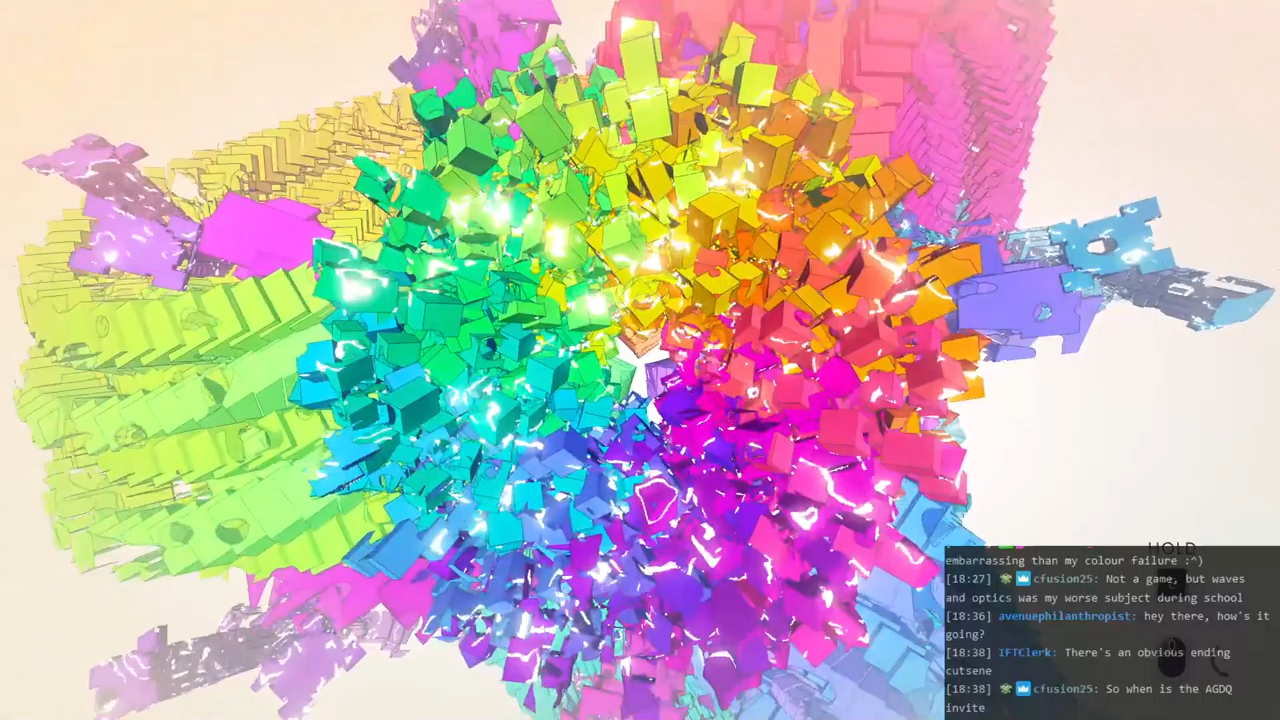 HOLD
embarrassing than my colour failure ;^)
[18:27] cfusion25: Not a game, but waves
and optics was my worse subject during school
[18:36] avenuephilanthropist: hey there, how's it
going?
[18:38] IFTClerk: There's an obvious ending
cutsene
[18:38] cfusion25: So when is the AGDQ
invite